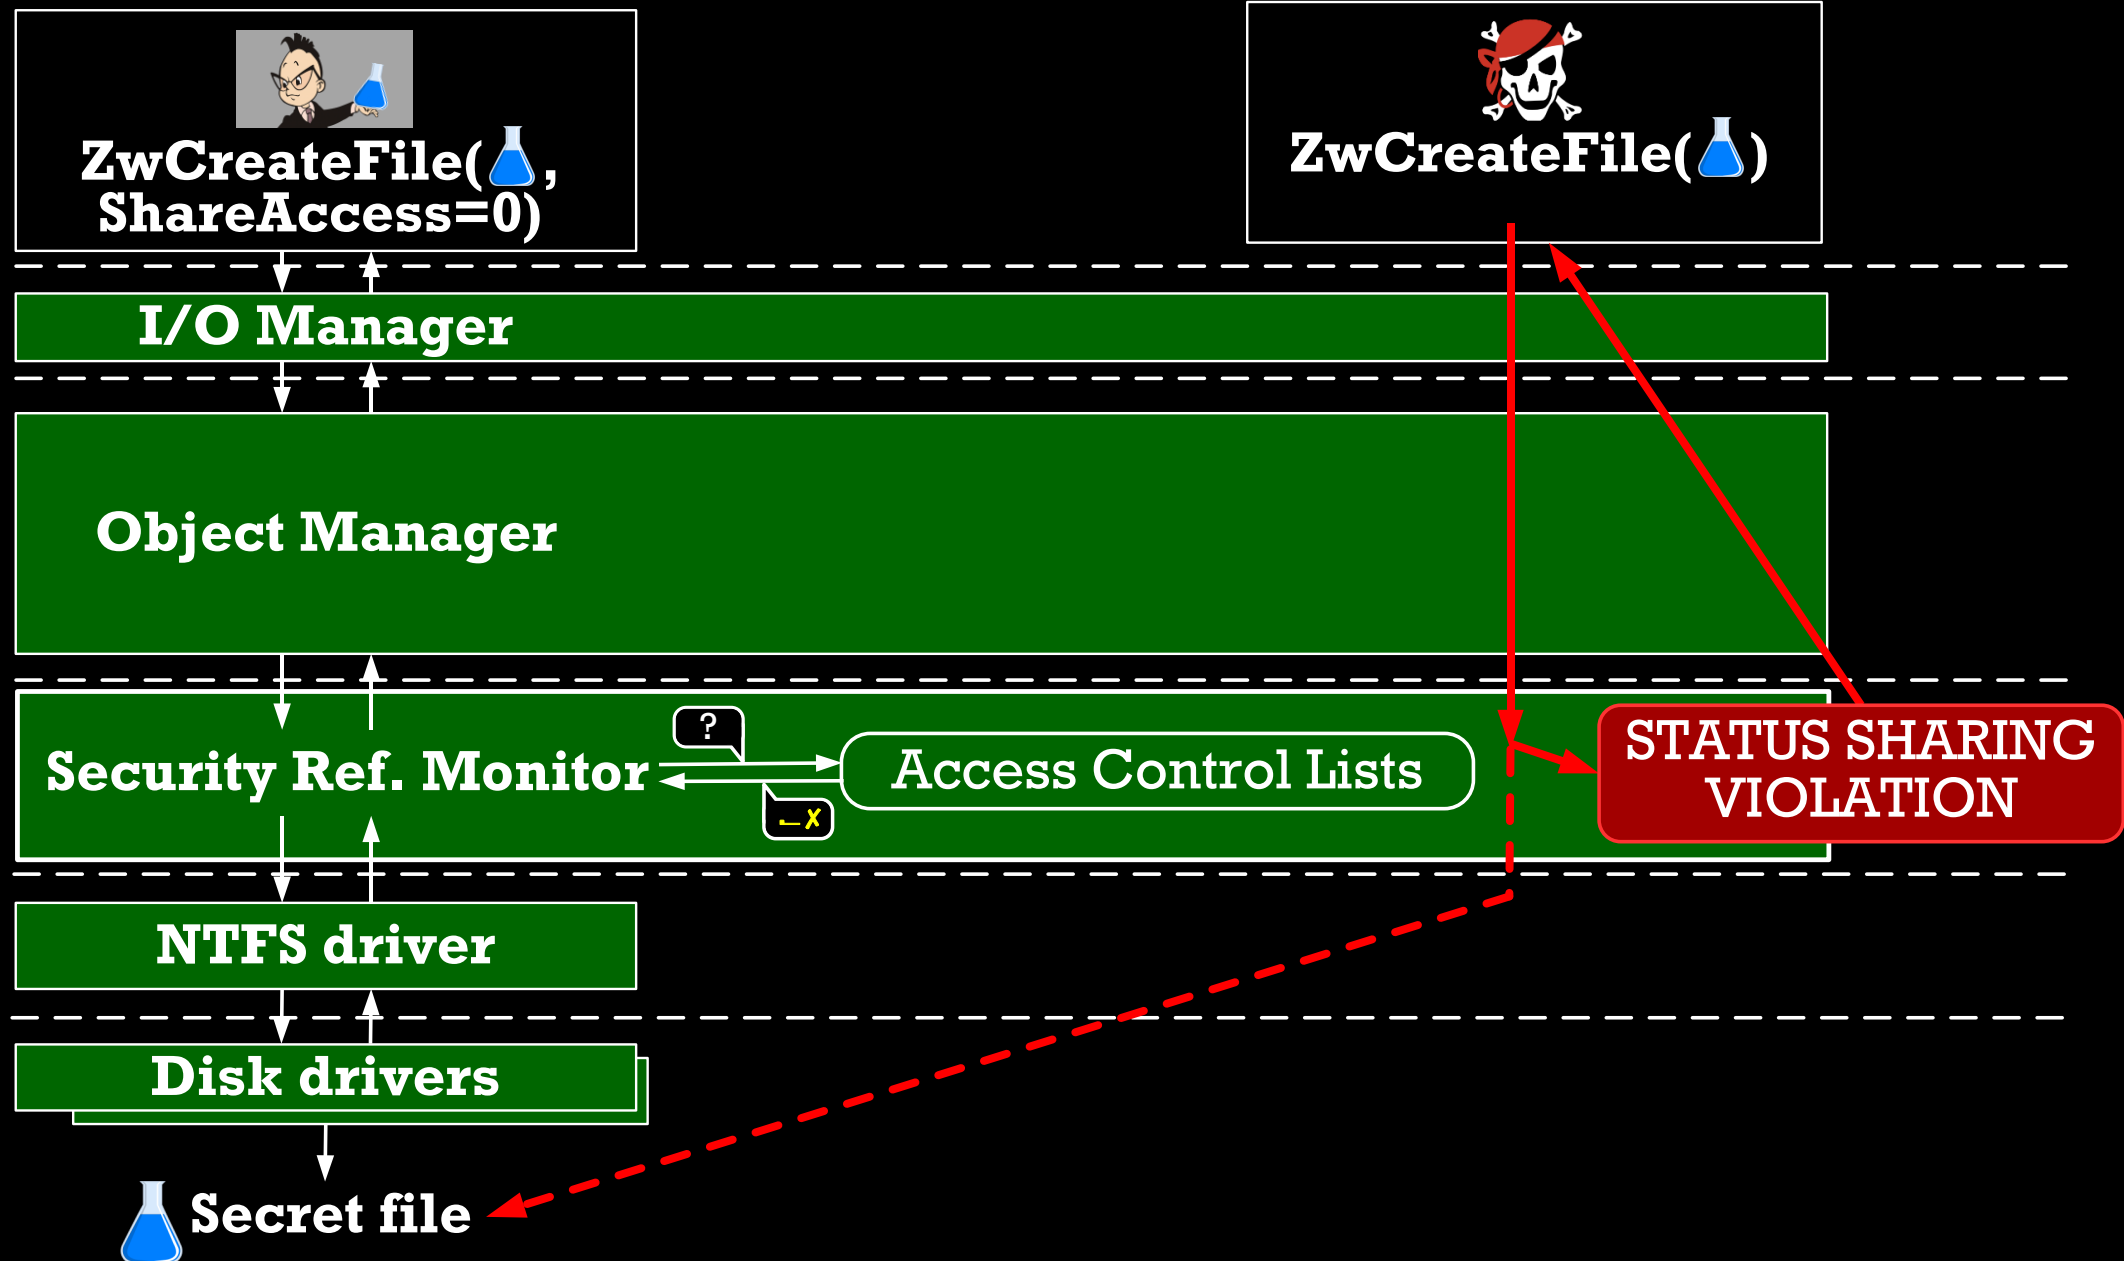 ZwCreateFile( ,
ShareAccess=0)
ZwCreateFile( )
I/O Manager
Object Manager
Security Ref. Monitor
?
Access Control Lists
STATUS SHARING
VIOLATION
NTFS driver
Disk drivers
Secret file